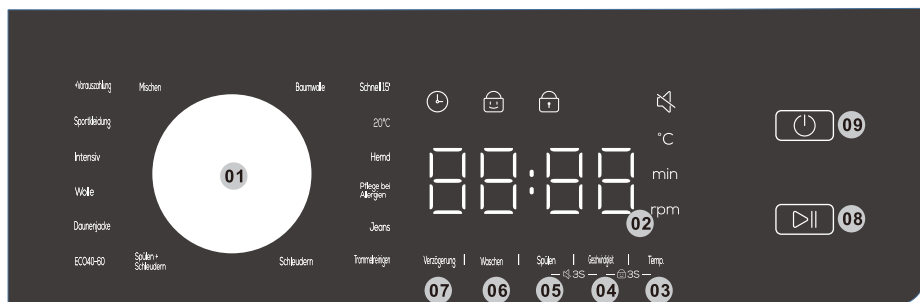 +Vorauszahlung
Mischen
Baumwolle
Schnell 15'
Sportkleidung
20°C
Intensiv
Hemd
Wolle
Pflege bei
Allergien
Daunenjacke
Jeans
ECO40-60
Spülen +
Schleudern
Schleudern
Trommelreinigen
01
88:88
°C
min
rpm
02
Verzögerung
Waschen
Spülen
Geschwindigkeit
Temp.
3S
3S
07
06
05
04
03
09
08